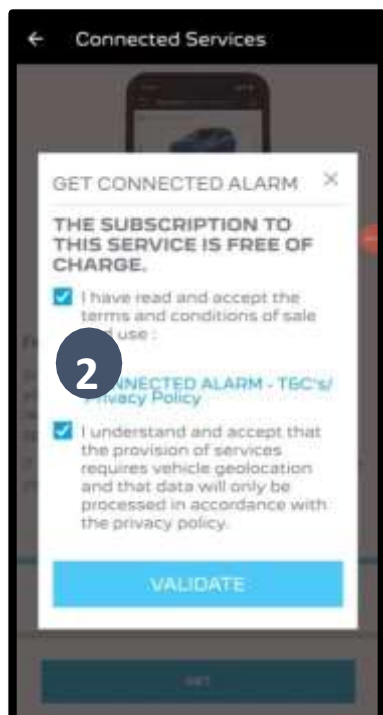 ← Connected Services
GET CONNECTED ALARM ×
THE SUBSCRIPTION TO
THIS SERVICE IS FREE OF
CHARGE.
I have read and accept the
terms and conditions of sale
use :
2
CONNECTED ALARM - T&C's/
Privacy Policy
I understand and accept that
the provision of services
requires vehicle geolocation
and that data will only be
processed in accordance with
the privacy policy.
VALIDATE
GET